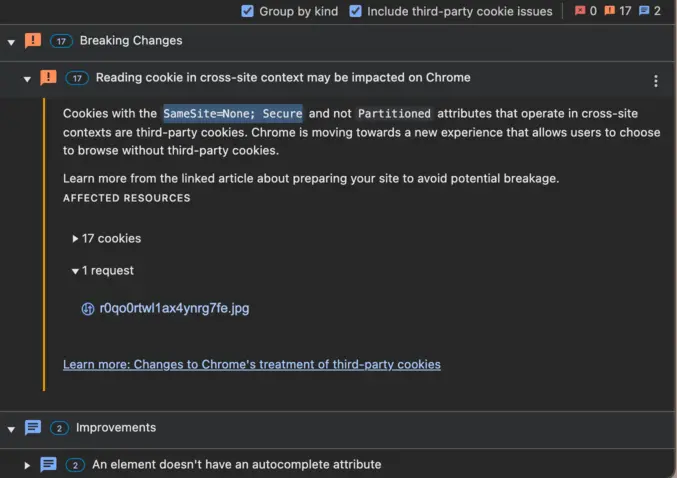 Group by kind Include third-party cookie issues 0 17 2
17 Breaking Changes
17 Reading cookie in cross-site context may be impacted on Chrome
Cookies with the SameSite=None; Secure and not Partitioned attributes that operate in cross-site
contexts are third-party cookies. Chrome is moving towards a new experience that allows users to choose
to browse without third-party cookies.
Learn more from the linked article about preparing your site to avoid potential breakage.
AFFECTED RESOURCES
17 cookies
1 request
r0qo0rtwl1ax4ynrg7fe.jpg
Learn more: Changes to Chrome's treatment of third-party cookies
2 Improvements
2 An element doesn't have an autocomplete attribute